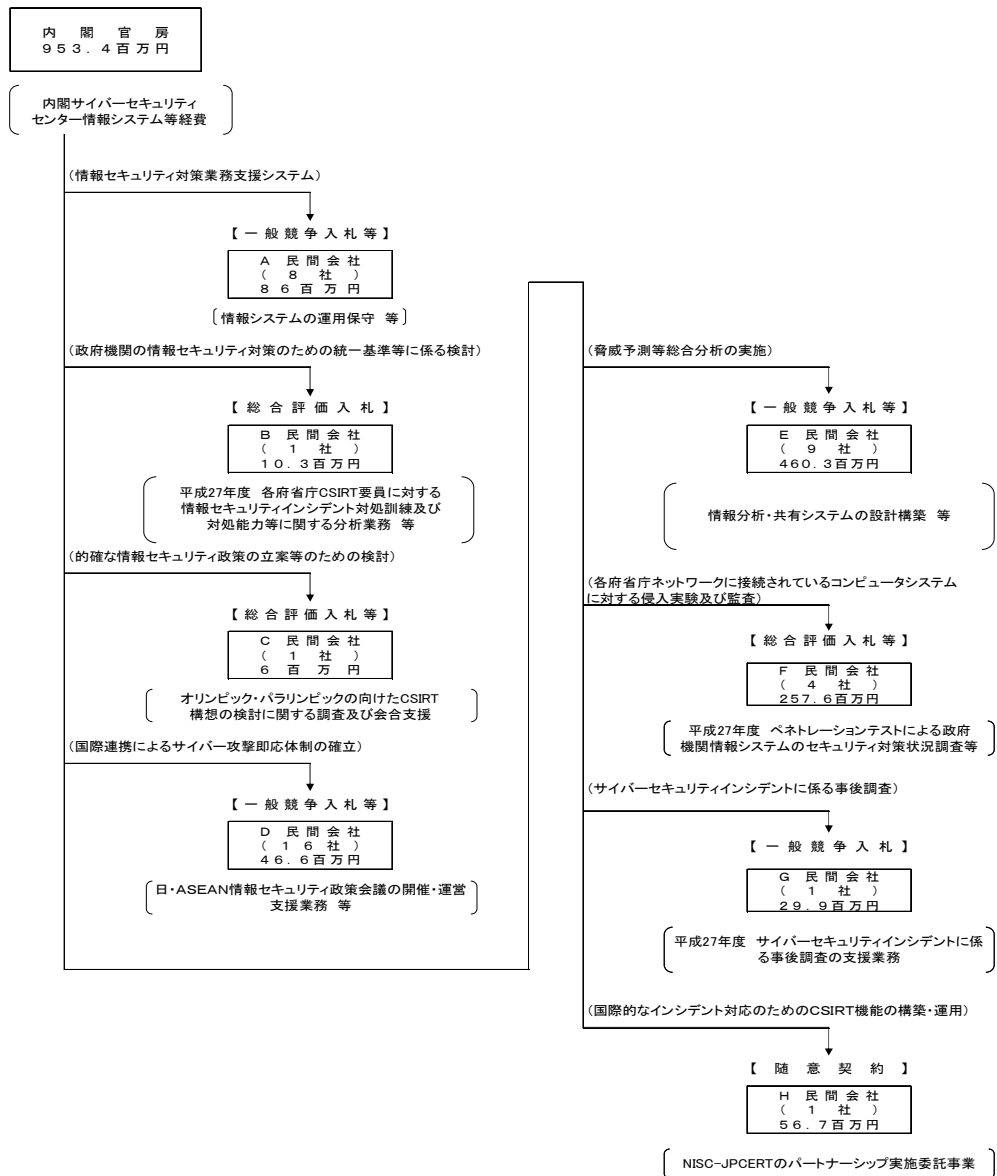 内閣官房
953.4百万円
内閣サイバーセキュリティ
センター情報システム等経費
(情報セキュリティ対策業務支援システム)
【一般競争入札等】
A 民間会社
(8社)
86百万円
情報システムの運用保守 等
(政府機関の情報セキュリティ対策のための統一基準等に係る検討)
【総合評価入札】
B 民間会社
(1社)
10.3百万円
平成27年度 各府省庁CSIRT要員に対する
情報セキュリティインシデント対処訓練及び
対処能力等に関する分析業務 等
(的確な情報セキュリティ政策の立案等のための検討)
【総合評価入札等】
C 民間会社
(1社)
6百万円
オリンピック・パラリンピックの向けたCSIRT
構想の検討に関する調査及び会合支援
(国際連携によるサイバー攻撃即応体制の確立)
【一般競争入札等】
D 民間会社
(16社)
46.6百万円
日・ASEAN情報セキュリティ政策会議の開催・運営
支援業務 等
(脅威予測等総合分析の実施)
【一般競争入札等】
E 民間会社
(9社)
460.3百万円
情報分析・共有システムの設計構築 等
(各府省庁ネットワークに接続されているコンピュータシステム
に対する侵入実験及び監査)
【総合評価入札等】
F 民間会社
(4社)
257.6百万円
平成27年度 ペネトレーションテストによる政府
機関情報システムのセキュリティ対策状況調査等
(サイバーセキュリティインシデントに係る事後調査)
【一般競争入札】
G 民間会社
(1社)
29.9百万円
平成27年度 サイバーセキュリティインシデントに係
る事後調査の支援業務
(国際的なインシデント対応のためのCSIRT機能の構築・運用)
【随意契約】
H 民間会社
(1社)
56.7百万円
NISC-JPCERTのパートナーシップ実施委託事業